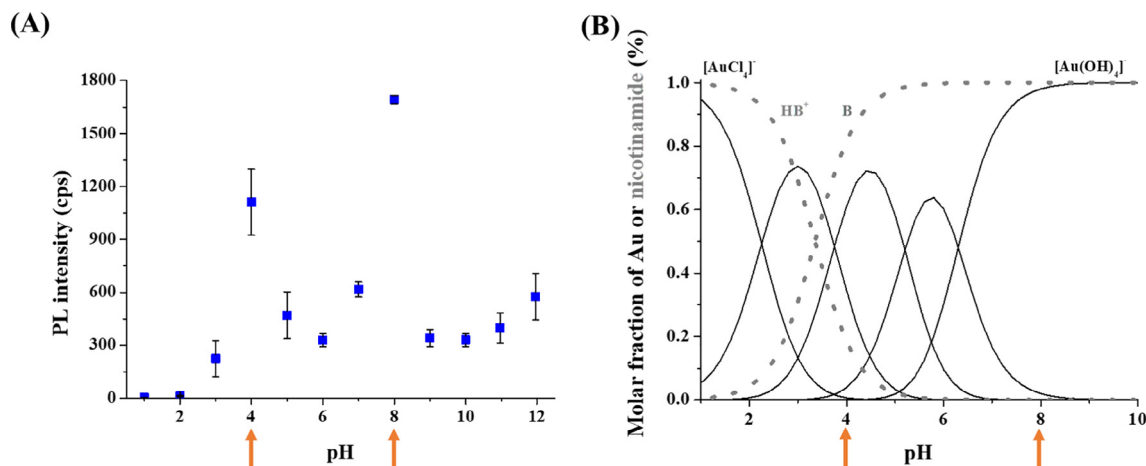 (A)
PL intensity (cps)
1800
1500
1200
900
600
300
0
2
4
6
8
10
12
pH
(B)
Molar fraction of Au or nicotinamide (%)
[AuCl4]-
[Au(OH)4]-
HB+
B
1.0
0.8
0.6
0.4
0.2
0.0
2
4
6
8
10
pH